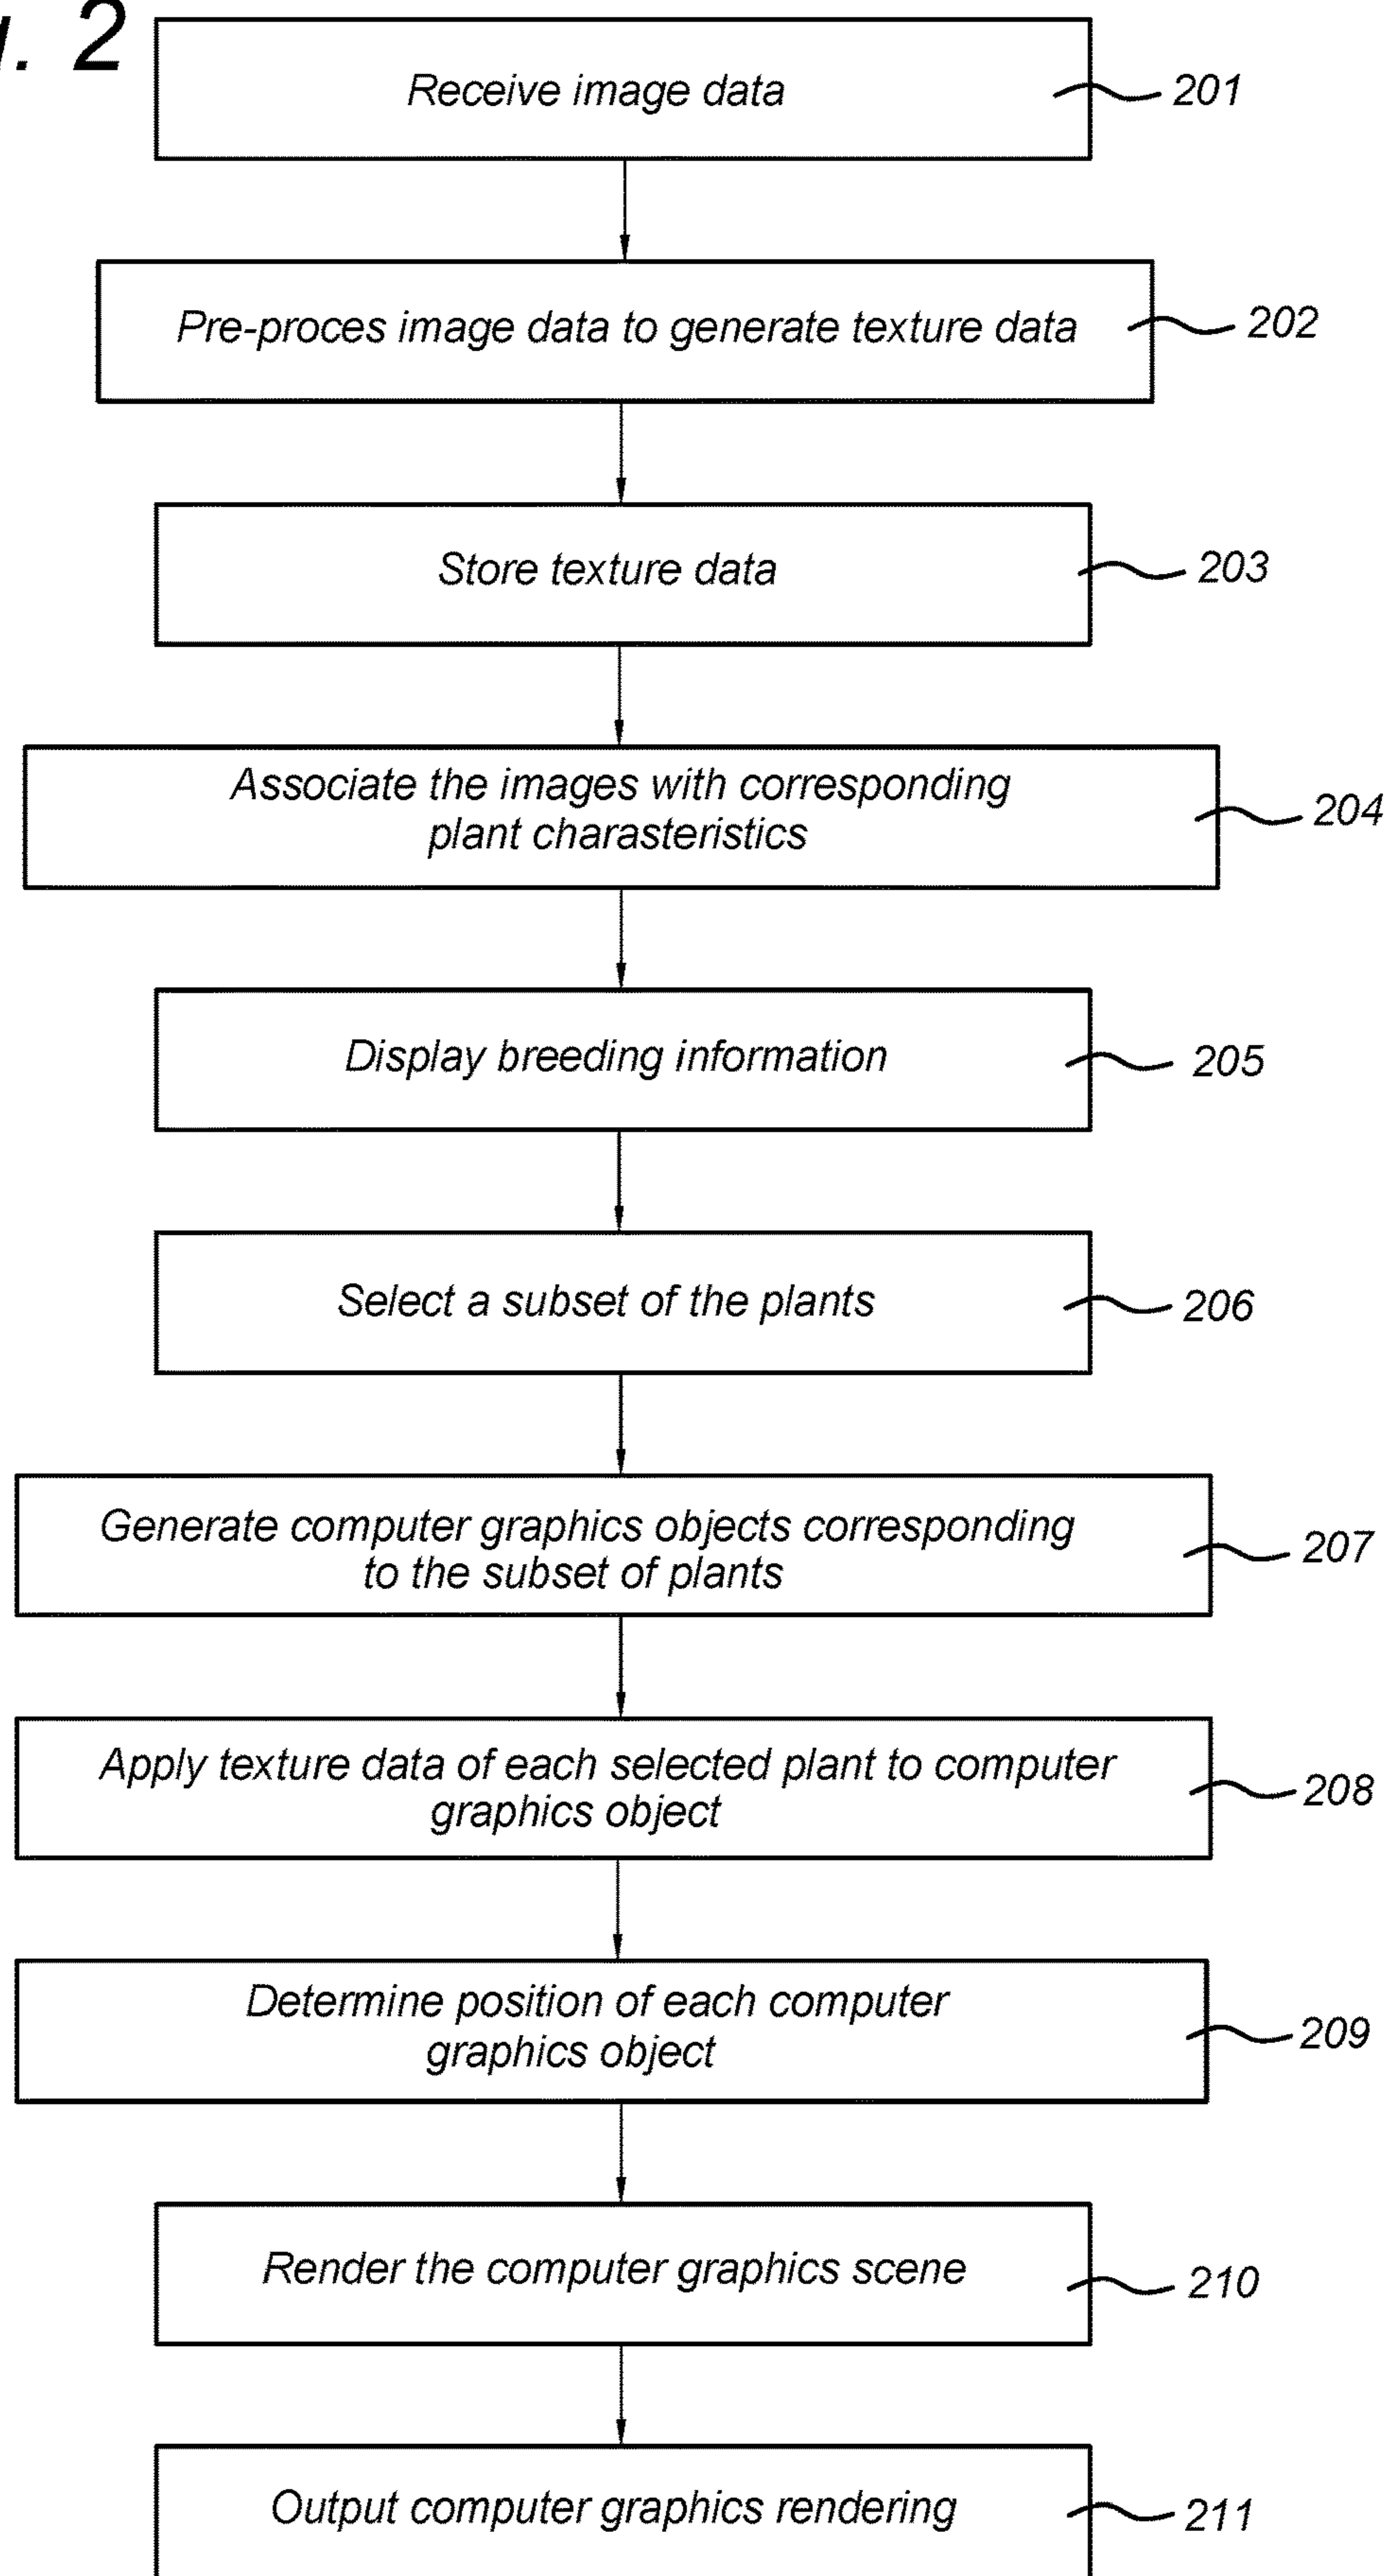 . 2
Receive image data
201
Pre-proces image data to generate texture data
202
Store texture data
203
Associate the images with corresponding
plant charasteristics
204
Display breeding information
205
Select a subset of the plants
206
Generate computer graphics objects corresponding
to the subset of plants
207
Apply texture data of each selected plant to computer
graphics object
208
Determine position of each computer
graphics object
209
Render the computer graphics scene
210
Output computer graphics rendering
211